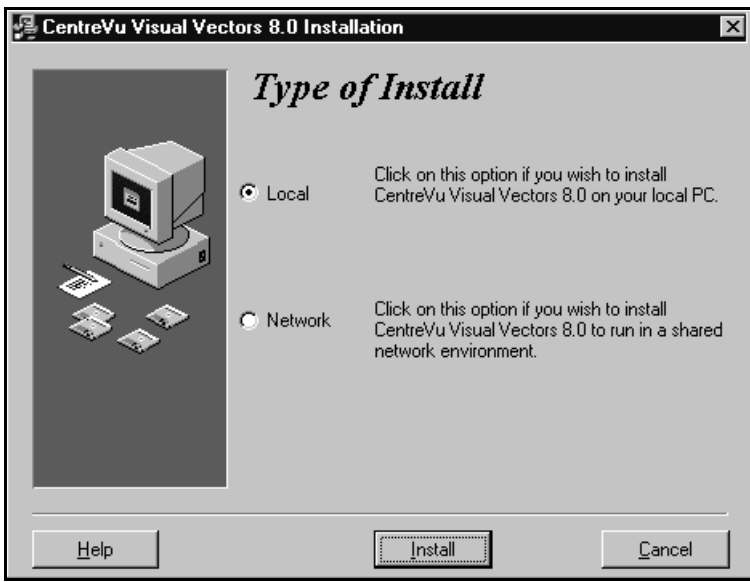 CentreVu Visual Vectors 8.0 Installation
Type of Install
Local
Click on this option if you wish to install
CentreVu Visual Vectors 8.0 on your local PC.
Network
Click on this option if you wish to install
CentreVu Visual Vectors 8.0 to run in a shared
network environment.
Help
Install
Cancel